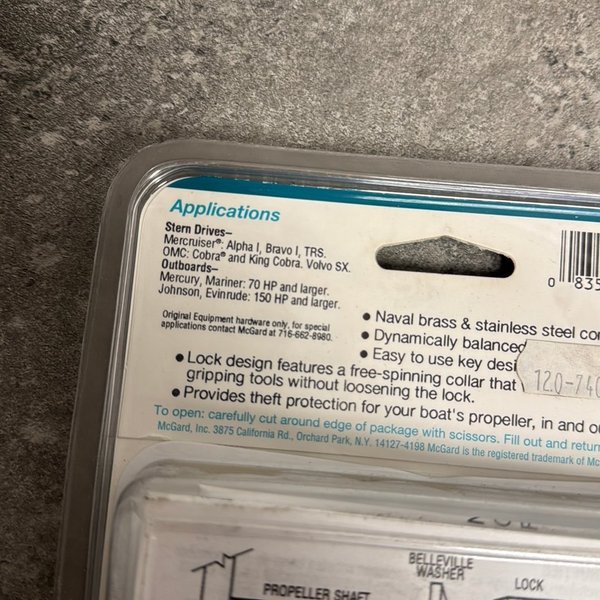 Applications
Stern Drives–
Mercruiser®: Alpha I, Bravo I, TRS.
OMC: Cobra® and King Cobra. Volvo SX.
Outboards–
Mercury, Mariner: 70 HP and larger.
Johnson, Evinrude: 150 HP and larger.
Original Equipment hardware only, for special
applications contact McGard at 716-662-8980.
0 835
• Naval brass & stainless steel co
• Dynamically balanced
• Easy to use key desi
120-740
• Lock design features a free-spinning collar that
gripping tools without loosening the lock.
• Provides theft protection for your boat's propeller, in and ou
To open: carefully cut around edge of package with scissors. Fill out and return
McGard, Inc. 3875 California Rd., Orchard Park, N.Y. 14127-4198 McGard is the registered trademark of Mc
BELLEVILLE
WASHER
LOCK
PROPELLER SHAFT